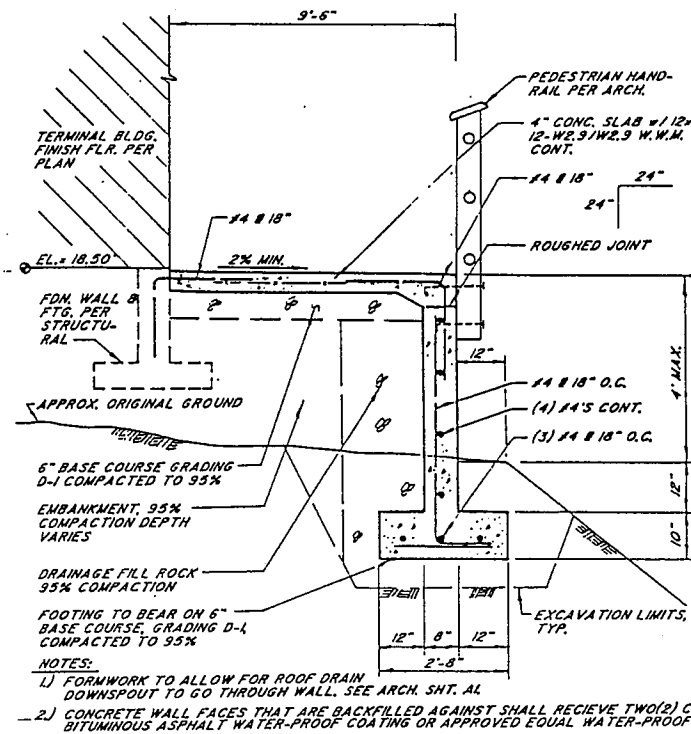 9'-6"
PEDESTRIAN HAND-
RAIL PER ARCH.
4" CONC. SLAB w/ 12x
12-W2.9/W2.9 W.W.M.
CONT.
TERMINAL BLDG.
FINISH FLR. PER
PLAN
#4 @ 18"
24"
24"
#4 @ 18"
ROUGHED JOINT
EL.= 18.50'
2% MIN.
FDN. WALL &
FTG. PER
STRUCTU-
RAL
12"
4' MAX.
#4 @ 18" O.C.
(4) #4'S CONT.
(3) #4 @ 18" O.C.
APPROX. ORIGINAL GROUND
6" BASE COURSE GRADING
D-1 COMPACTED TO 95%
12"
EMBANKMENT, 95%
COMPACTION DEPTH
VARIES
10"
DRAINAGE FILL ROCK
95% COMPACTION
FOOTING TO BEAR ON 6"
BASE COURSE, GRADING D-1,
COMPACTED TO 95%
EXCAVATION LIMITS,
TYP.
12" 8" 12"
2'-8"
NOTES:
1.) FORMWORK TO ALLOW FOR ROOF DRAIN
DOWNSPOUT TO GO THROUGH WALL. SEE ARCH. SHT. A1
2.) CONCRETE WALL FACES THAT ARE BACKFILLED AGAINST SHALL RECIEVE TWO(2) C
BITUMINOUS ASPHALT WATER-PROOF COATING OR APPROVED EQUAL WATER-PROOF